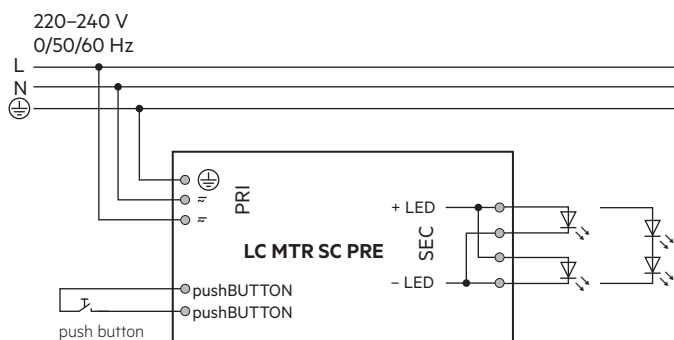 220–240 V
0/50/60 Hz
L
N
PRI
+ LED
SEC
LC MTR SC PRE
– LED
pushBUTTON
pushBUTTON
push button